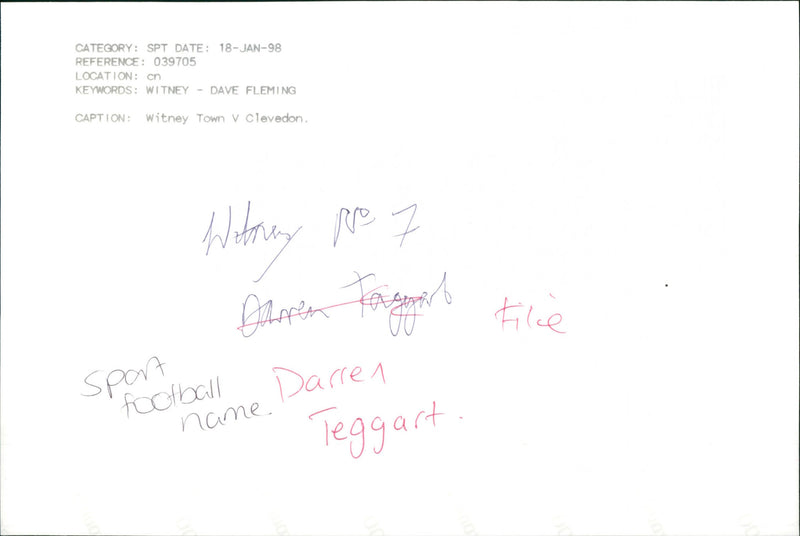 CATEGORY: SPT DATE: 18-JAN-98
REFERENCE: 039705
LOCATION: cn
KEYWORDS: WITNEY - DAVE FLEMING
CAPTION: Witney Town V Clevedon.
Witney No 7
Darren Taggart
File
Sport
football
name.
Darren
Teggart.